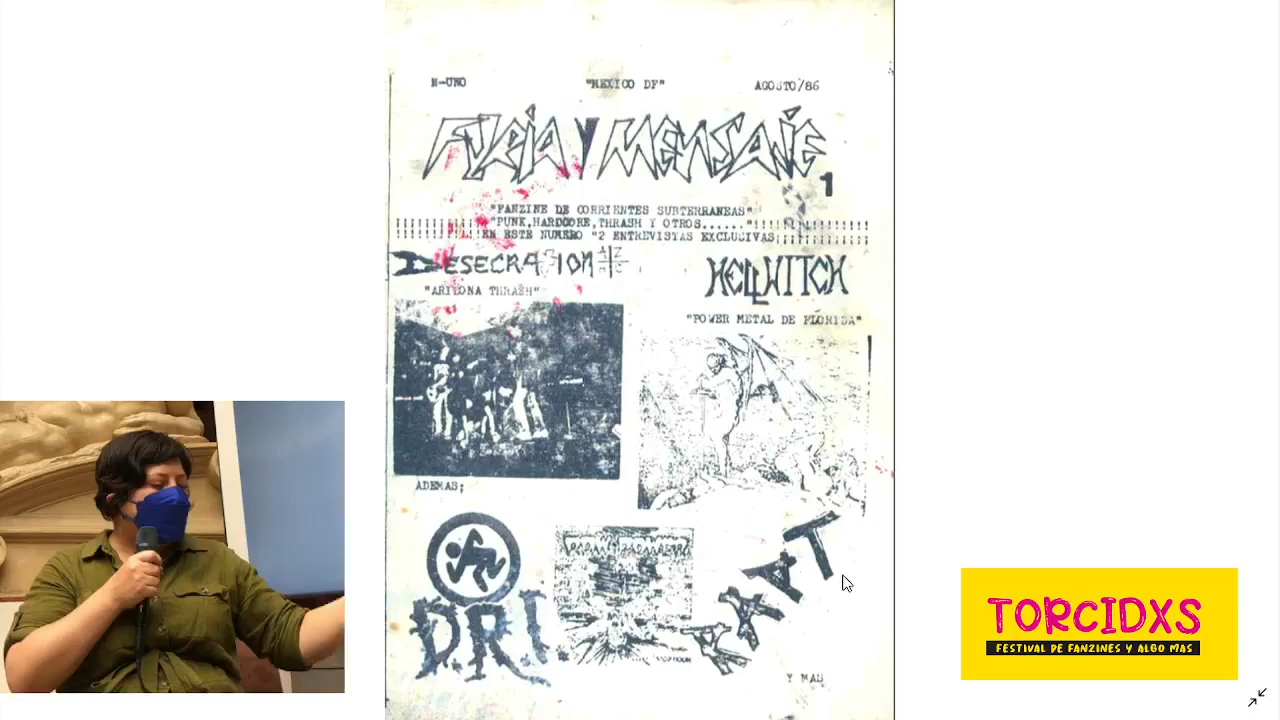 N-UNO "MEXICO DF" AGOSTO/86
FURIA Y MENSAJE
1
"FANZINE DE CORRIENTES SUBTERRANEAS"
!!!!!!!!!!!!!!!"PUNK,HARDCORE,THRASH Y OTROS......"!!!!!!!!!!!!!!!!!!
!!!!!!!!!!!!!!EN ESTE NUMERO "2 ENTREVISTAS EXCLUSIVAS;;;;;;;;;;;;;;
DESECRATION
AZ
HC
"ARIZONA THRASH"
HELLWITCH
"POWER METAL DE FLORIDA"
ADEMAS;
D.R.I.
Y MAS
TORCIDXS
FESTIVAL DE FANZINES Y ALGO MAS